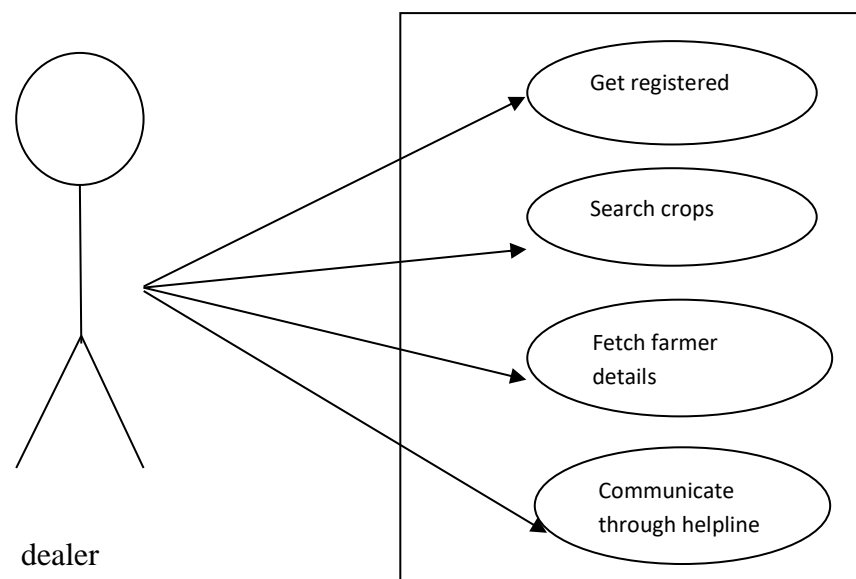 Get registered
Search crops
Fetch farmer
details
Communicate
through helpline
dealer